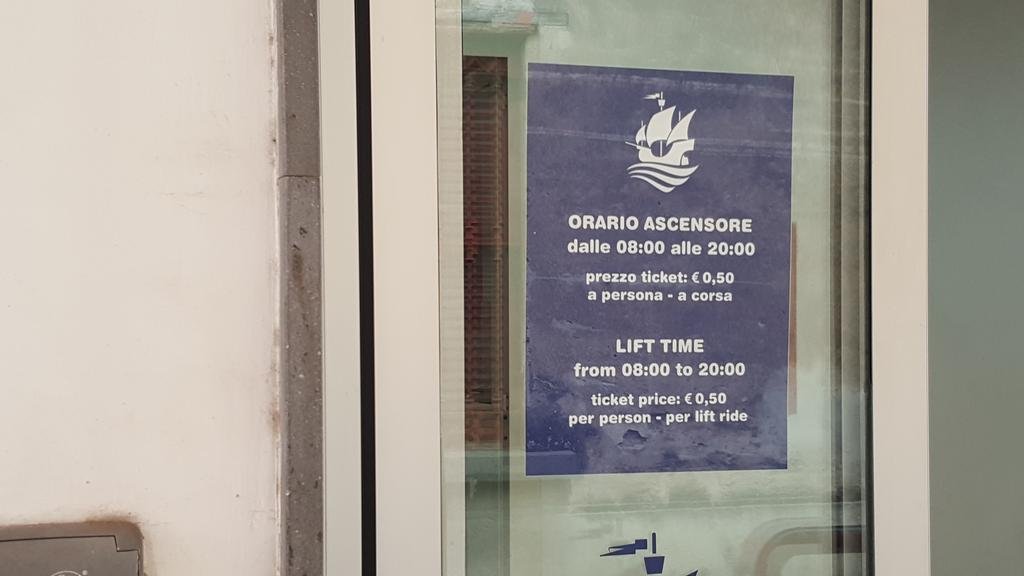 ORARIO ASCENSORE
dalle 08:00 alle 20:00
prezzo ticket: € 0,50
a persona - a corsa
LIFT TIME
from 08:00 to 20:00
ticket price: € 0,50
per person - per lift ride